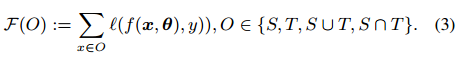 𝓕(O) := ∑_{x∈O} ℓ(f(𝒙, 𝜽), y)), O ∈ {S, T, S ∪ T, S ∩ T}. (3)